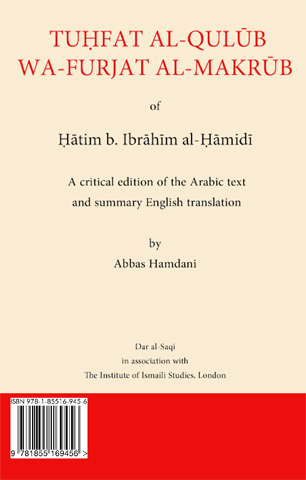 TUḤFAT AL-QULŪB
WA-FURJAT AL-MAKRŪB
of
Ḥātim b. Ibrāhīm al-Ḥāmidī
A critical edition of the Arabic text
and summary English translation
by
Abbas Hamdani
Dar al-Saqi
in association with
The Institute of Ismaili Studies, London
ISBN 978-1-85516-945-6
9 781855 169456 >